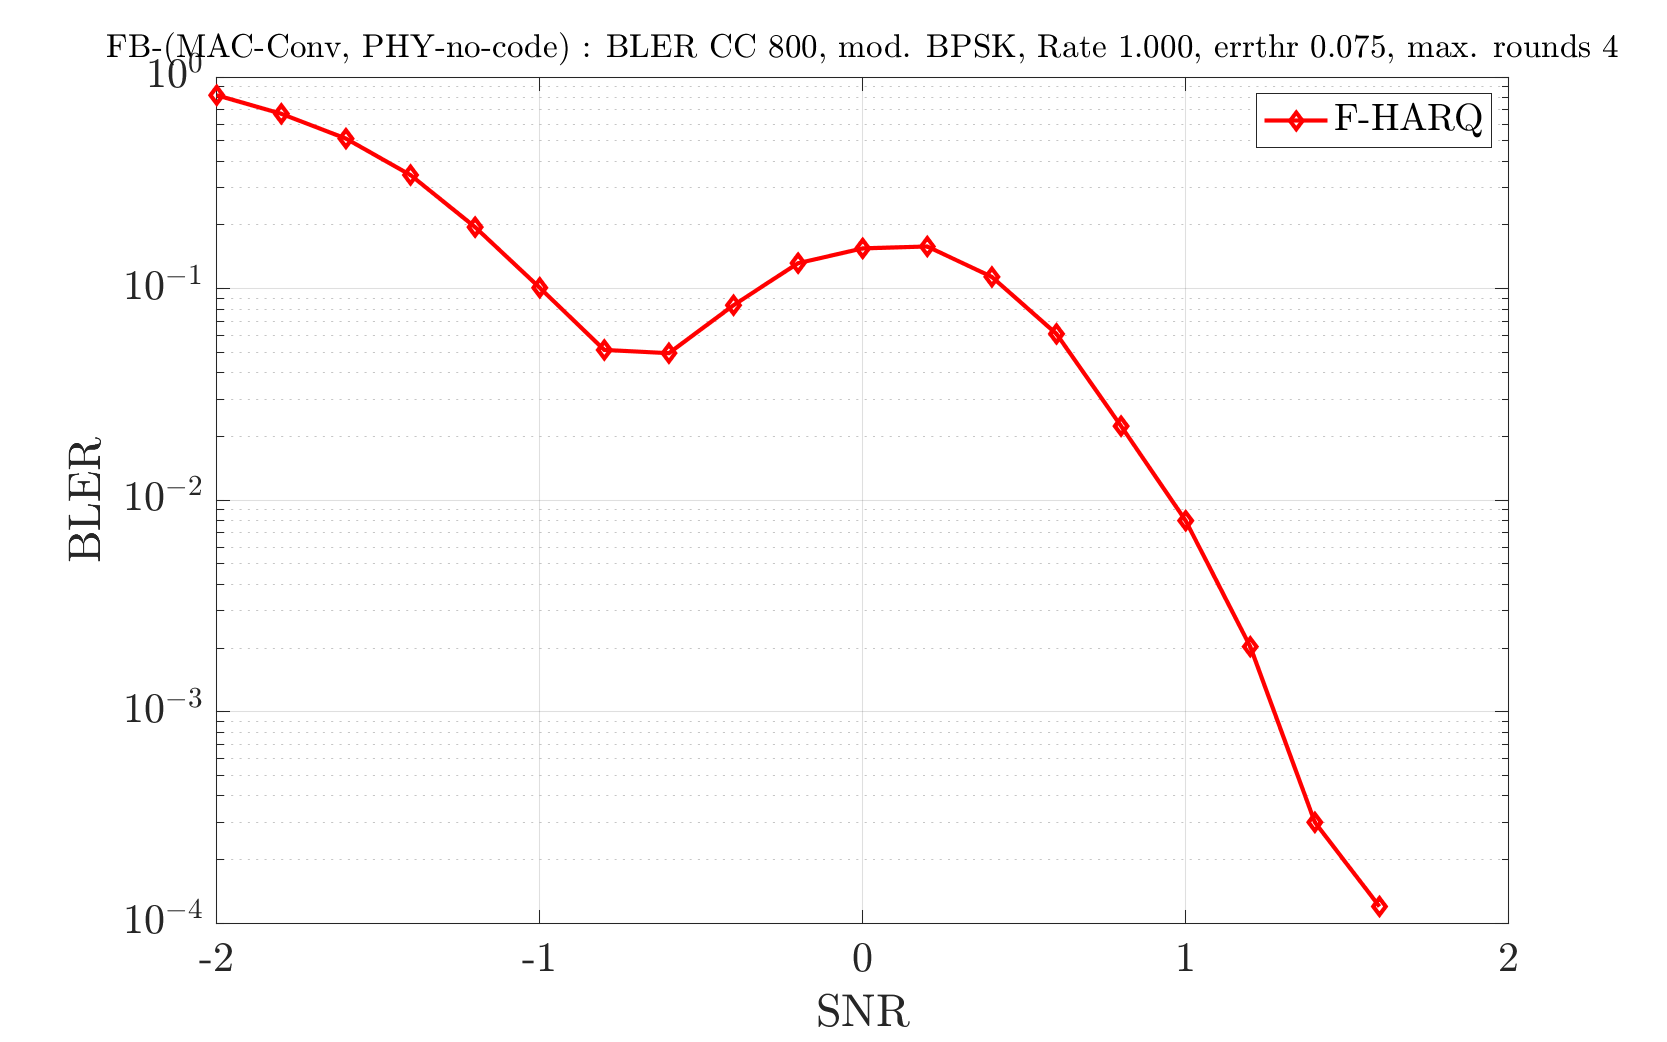 FB-(MAC-Conv, PHY-no-code) : BLER CC 800, mod. BPSK, Rate 1.000, errthr 0.075, max. rounds 4
F-HARQ
10^0
10^{-1}
10^{-2}
10^{-3}
10^{-4}
BLER
-2 -1 0 1 2
SNR